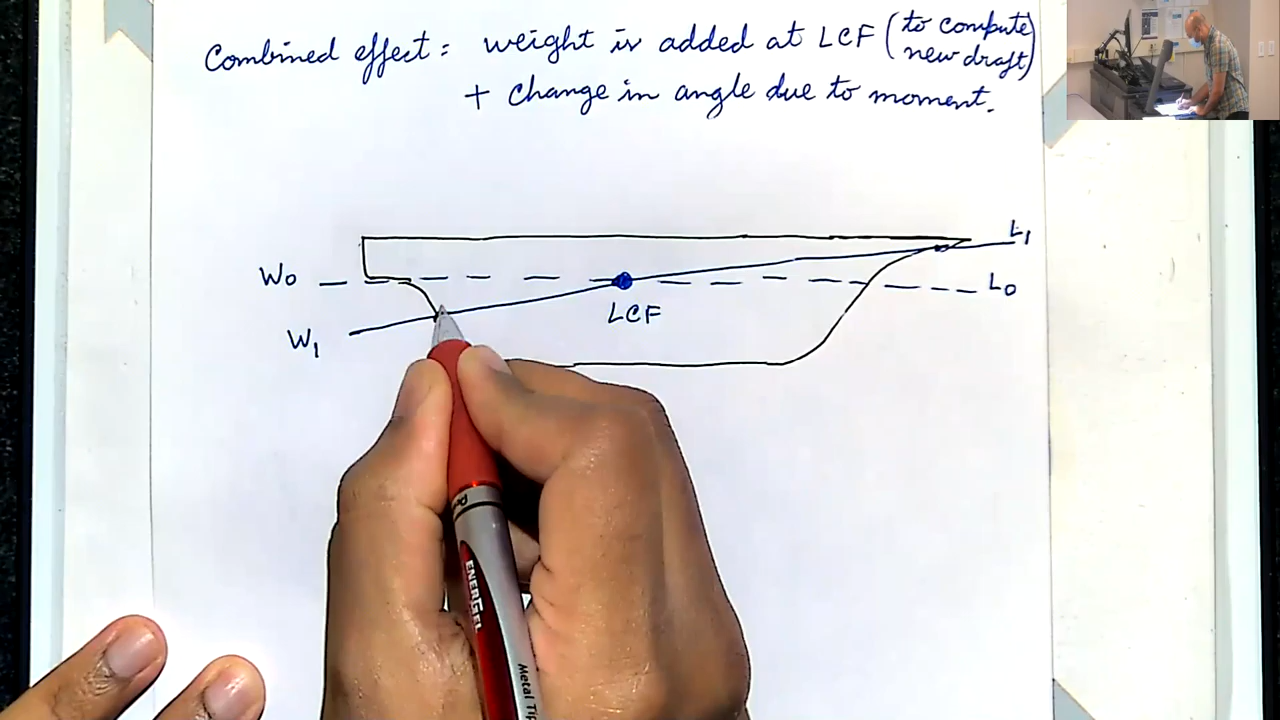 Combined effect: weight is added at LCF (to compute
new draft)
+ change in angle due to moment.
L1
W0
L0
LCF
W1
ENERGEL
Metal Tip